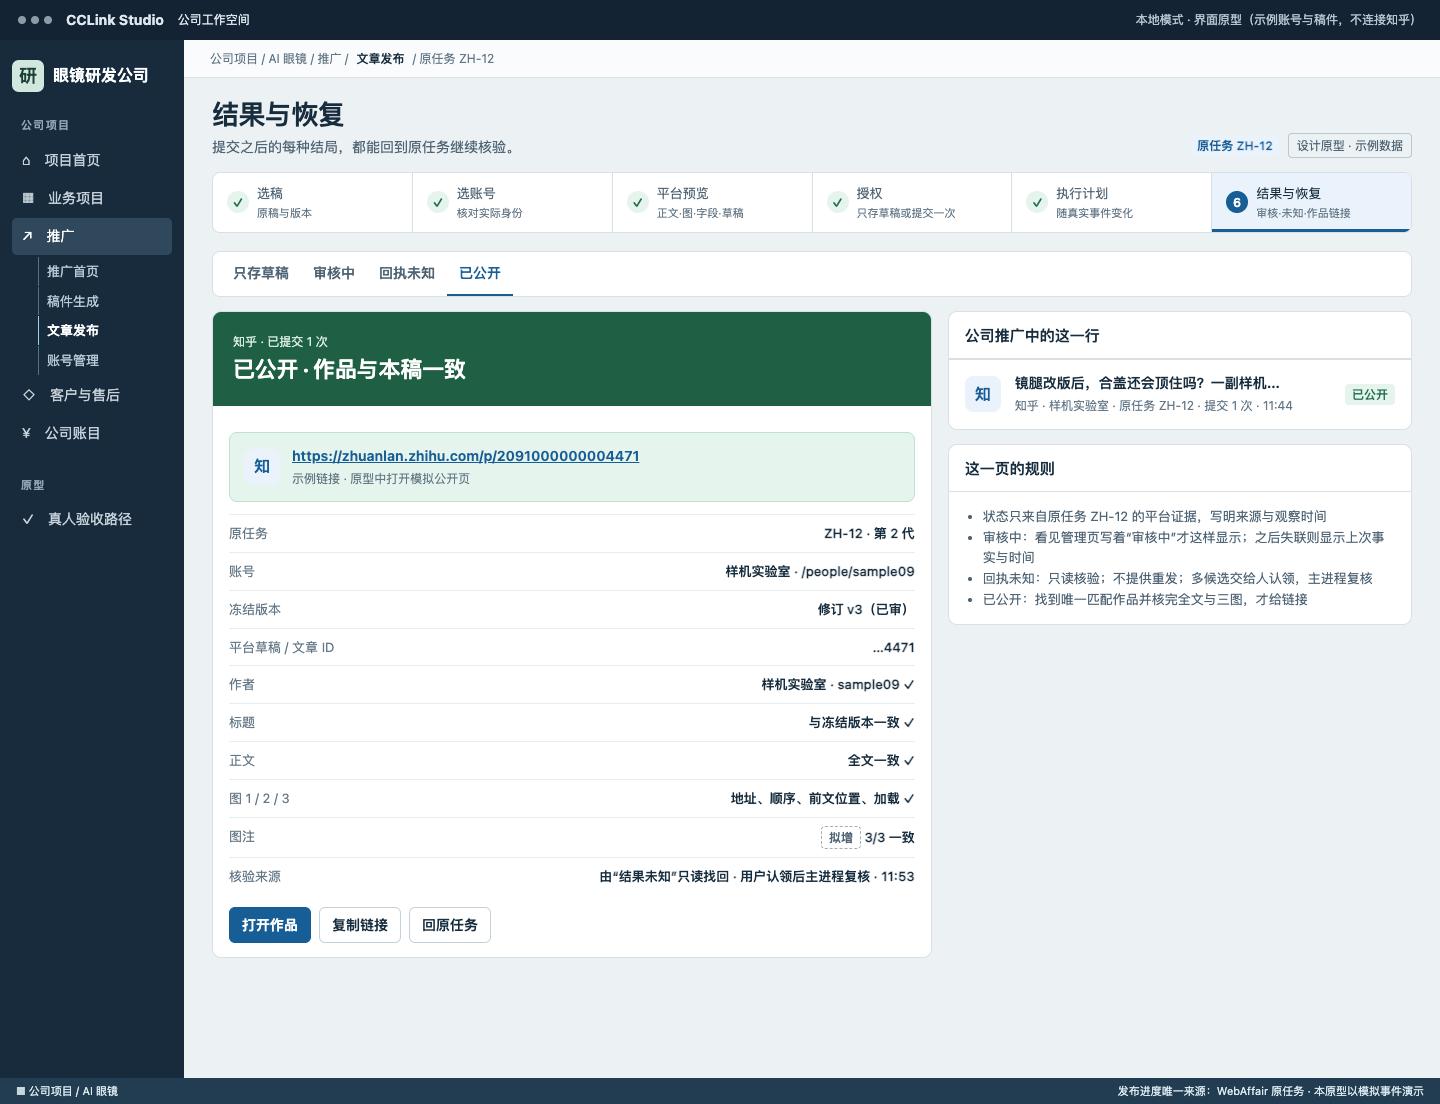 CCLink Studio 公司工作空间
本地模式 · 界面原型（示例账号与稿件，不连接知乎）
研 眼镜研发公司
公司项目
项目首页
业务项目
推广
推广首页
稿件生成
文章发布
账号管理
客户与售后
¥ 公司账目
原型
真人验收路径
公司项目 / AI 眼镜 / 推广 / 文章发布 / 原任务 ZH-12
结果与恢复
提交之后的每种结局，都能回到原任务继续核验。
原任务 ZH-12 设计原型 · 示例数据
选稿
原稿与版本
选账号
核对实际身份
平台预览
正文·图·字段·草稿
授权
只存草稿或提交一次
执行计划
随真实事件变化
6 结果与恢复
审核·未知·作品链接
只存草稿 审核中 回执未知 已公开
知乎 · 已提交 1 次
已公开 · 作品与本稿一致
知 https://zhuanlan.zhihu.com/p/2091000000004471
示例链接 · 原型中打开模拟公开页
原任务 ZH-12 · 第 2 代
账号 样机实验室 · /people/sample09
冻结版本 修订 v3（已审）
平台草稿 / 文章 ID …4471
作者 样机实验室 · sample09 ✓
标题 与冻结版本一致 ✓
正文 全文一致 ✓
图 1 / 2 / 3 地址、顺序、前文位置、加载 ✓
图注 拟增 3/3 一致
核验来源 由“结果未知”只读找回 · 用户认领后主进程复核 · 11:53
打开作品 复制链接 回原任务
公司推广中的这一行
知 镜腿改版后，合盖还会顶住吗？一副样机…
知乎 · 样机实验室 · 原任务 ZH-12 · 提交 1 次 · 11:44
已公开
这一页的规则
• 状态只来自原任务 ZH-12 的平台证据，写明来源与观察时间
• 审核中：看见管理页写着“审核中”才这样显示；之后失联则显示上次事
实与时间
• 回执未知：只读核验；不提供重发；多候选交给人认领，主进程复核
• 已公开：找到唯一匹配作品并核完全文与三图，才给链接
公司项目 / AI 眼镜
发布进度唯一来源：WebAffair 原任务 · 本原型以模拟事件演示